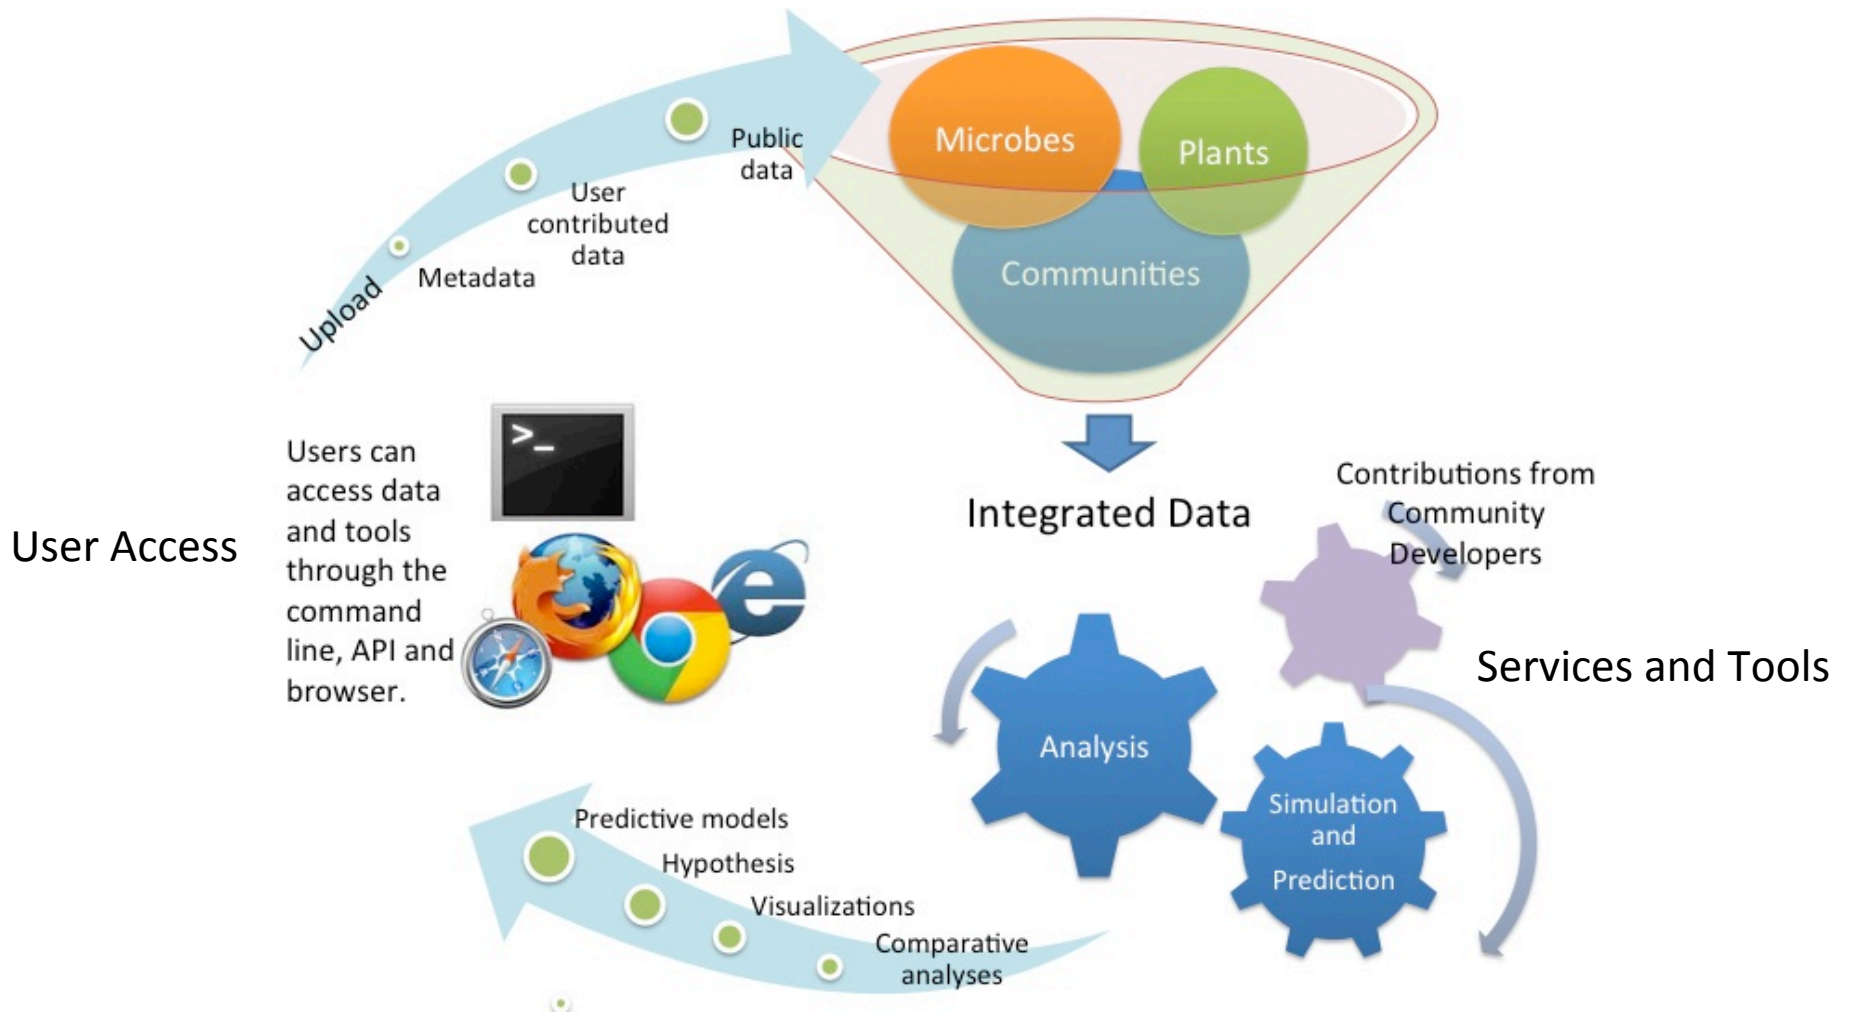 Upload
Metadata
User
contributed
data
Public
data
Microbes
Plants
Communities
Integrated Data
User Access
Users can
access data
and tools
through the
command
line, API and
browser.
>_
Contributions from
Community
Developers
Services and Tools
Analysis
Simulation
and
Prediction
Predictive models
Hypothesis
Visualizations
Comparative
analyses